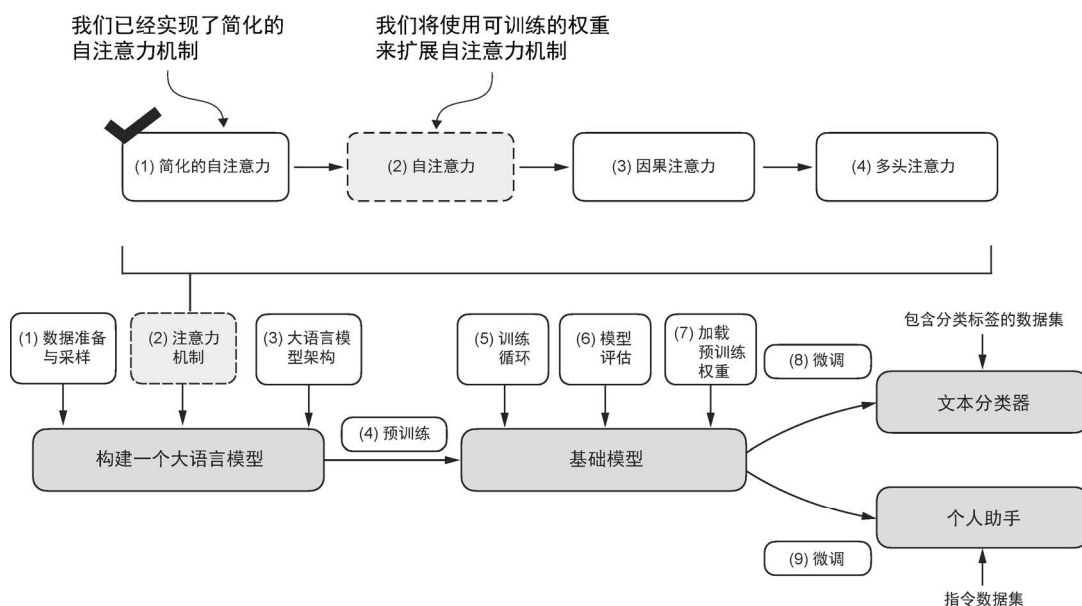 我们已经实现了简化的
自注意力机制
我们将使用可训练的权重
来扩展自注意力机制
(1) 简化的自注意力
(2) 自注意力
(3) 因果注意力
(4) 多头注意力
(1) 数据准备
与采样
(2) 注意力
机制
(3) 大语言模
型架构
(5) 训练
循环
(6) 模型
评估
(7) 加载
预训练
权重
包含分类标签的数据集
(8) 微调
文本分类器
(4) 预训练
构建一个大语言模型
基础模型
个人助手
(9) 微调
指令数据集